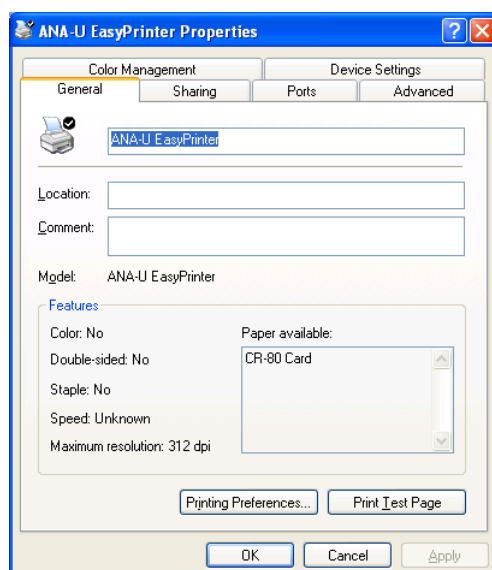 ANA-U EasyPrinter Properties
Color Management Device Settings
General Sharing Ports Advanced
ANA-U EasyPrinter
Location:
Comment:
Model: ANA-U EasyPrinter
Features
Color: No Paper available:
Double-sided: No CR-80 Card
Staple: No
Speed: Unknown
Maximum resolution: 312 dpi
Printing Preferences... Print Test Page
OK Cancel Apply